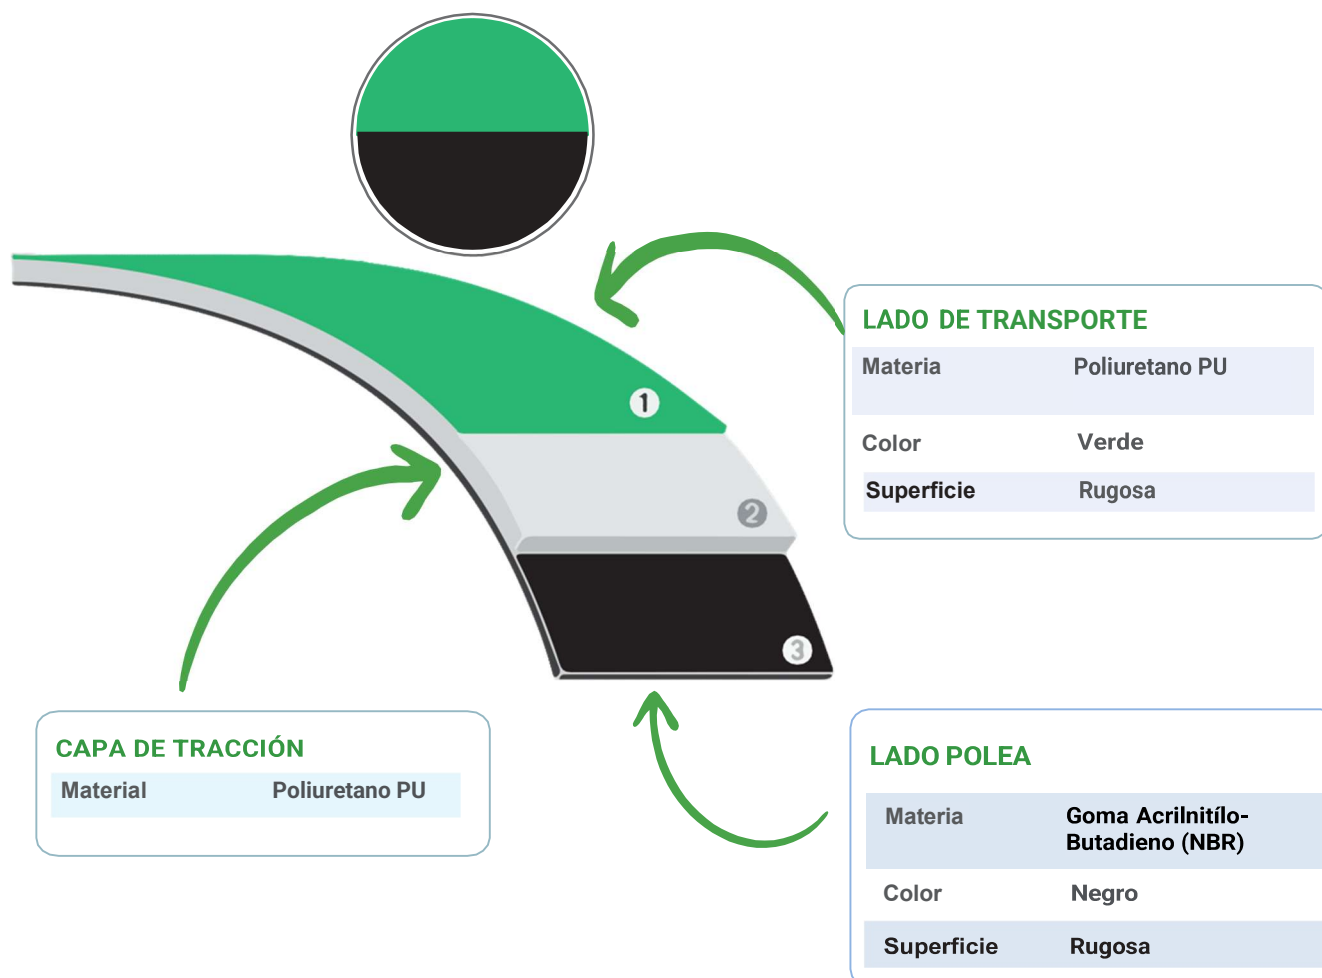 LADO DE TRANSPORTE
Materia Poliuretano PU
Color Verde
Superficie Rugosa
1
2
3
CAPA DE TRACCIÓN
Material Poliuretano PU
LADO POLEA
Materia Goma Acrilnitílo-
Butadieno (NBR)
Color Negro
Superficie Rugosa